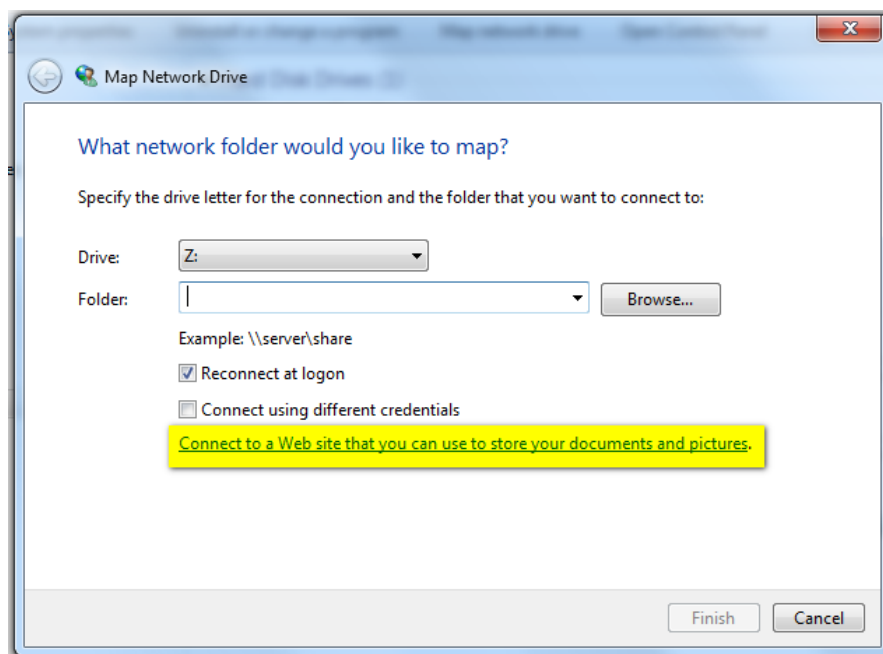 Map Network Drive
What network folder would you like to map?
Specify the drive letter for the connection and the folder that you want to connect to:
Drive: Z:
Folder: Browse...
Example: \\server\share
Reconnect at logon
Connect using different credentials
Connect to a Web site that you can use to store your documents and pictures.
Finish Cancel